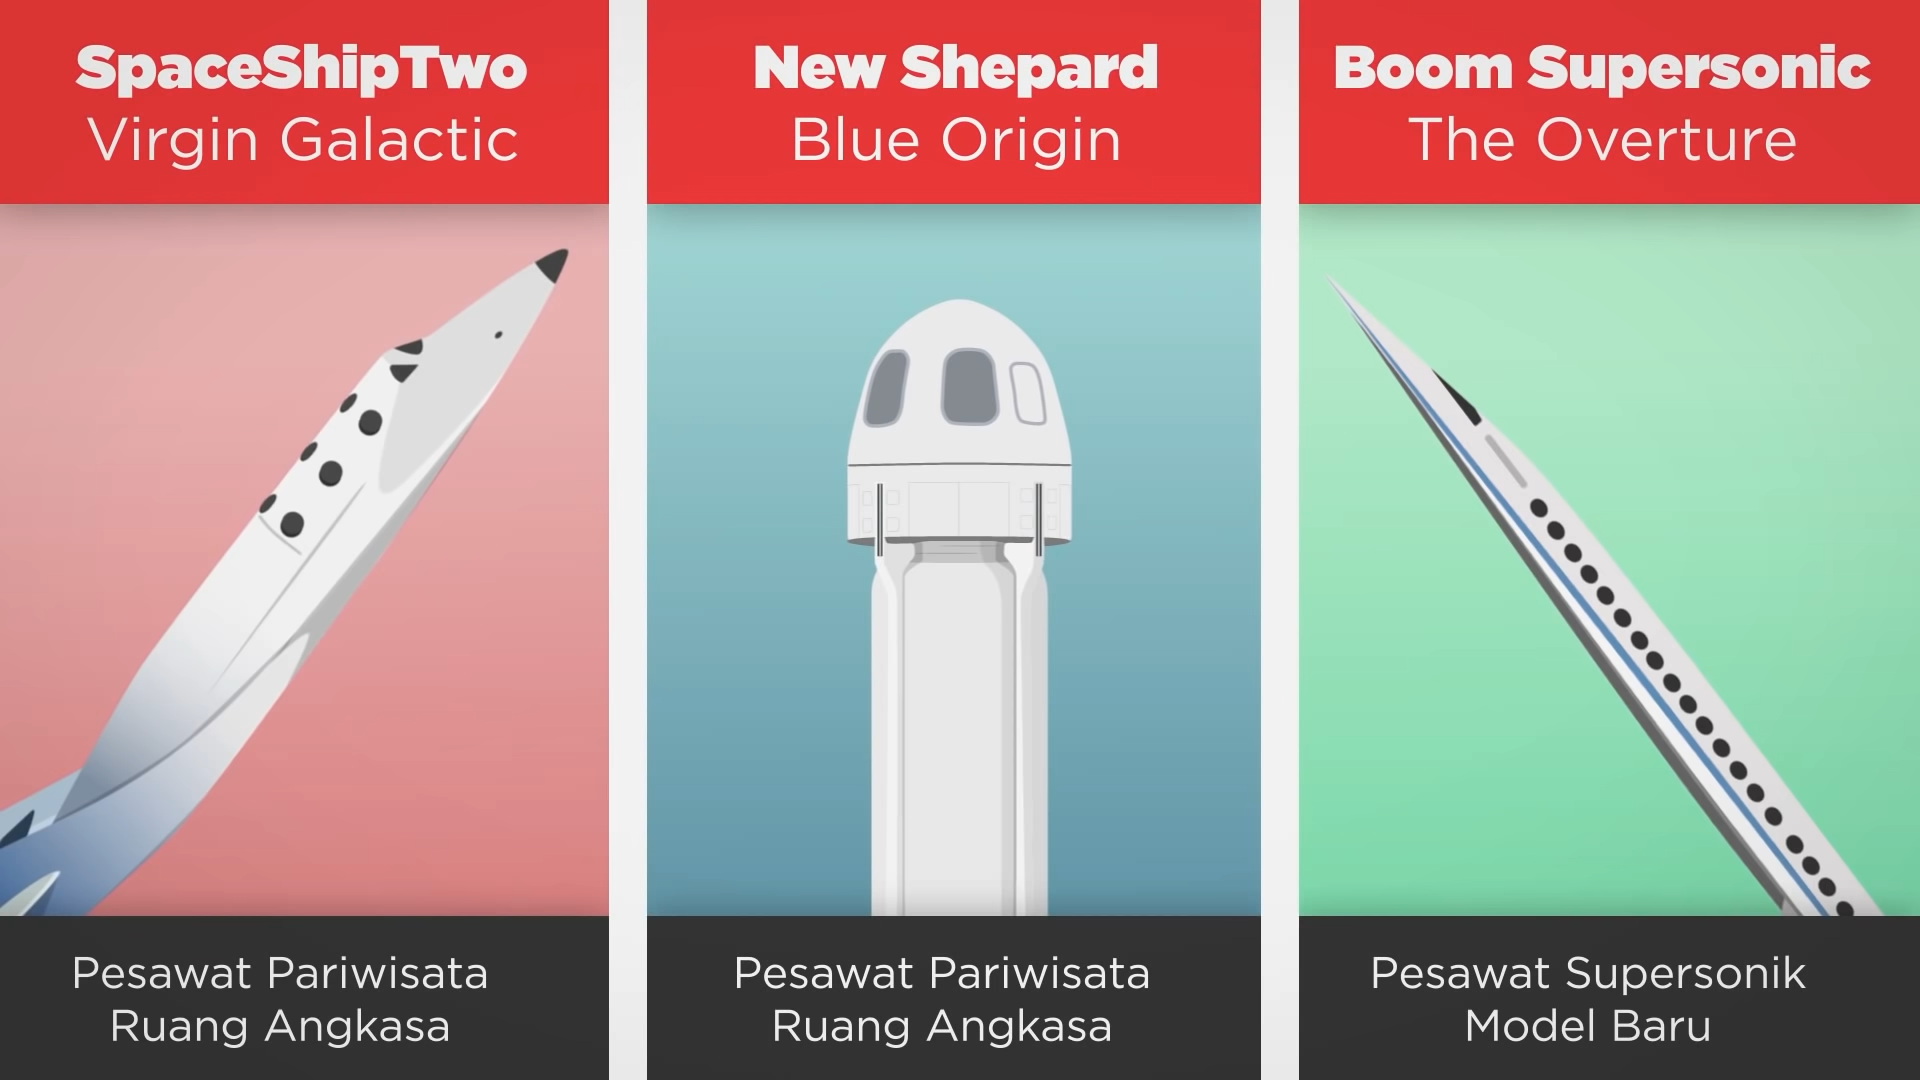 SpaceShipTwo
Virgin Galactic
Pesawat Pariwisata
Ruang Angkasa
New Shepard
Blue Origin
Pesawat Pariwisata
Ruang Angkasa
Boom Supersonic
The Overture
Pesawat Supersonik
Model Baru